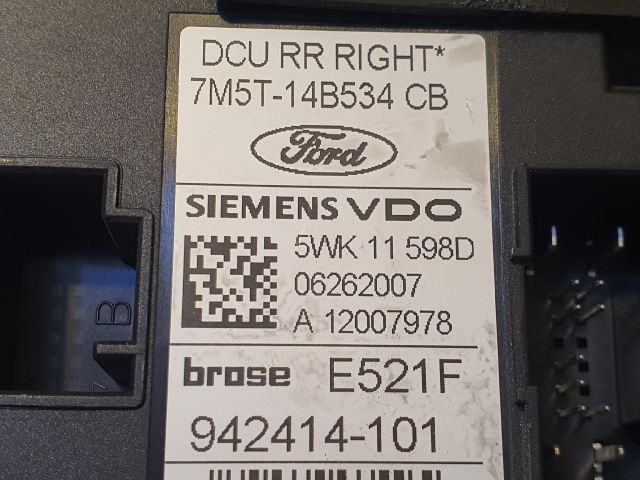 DCU RR RIGHT*
7M5T-14B534 CB
Ford
SIEMENS VDO
5WK 11 598D
06262007
A 12007978
brose E521F
942414-101
B